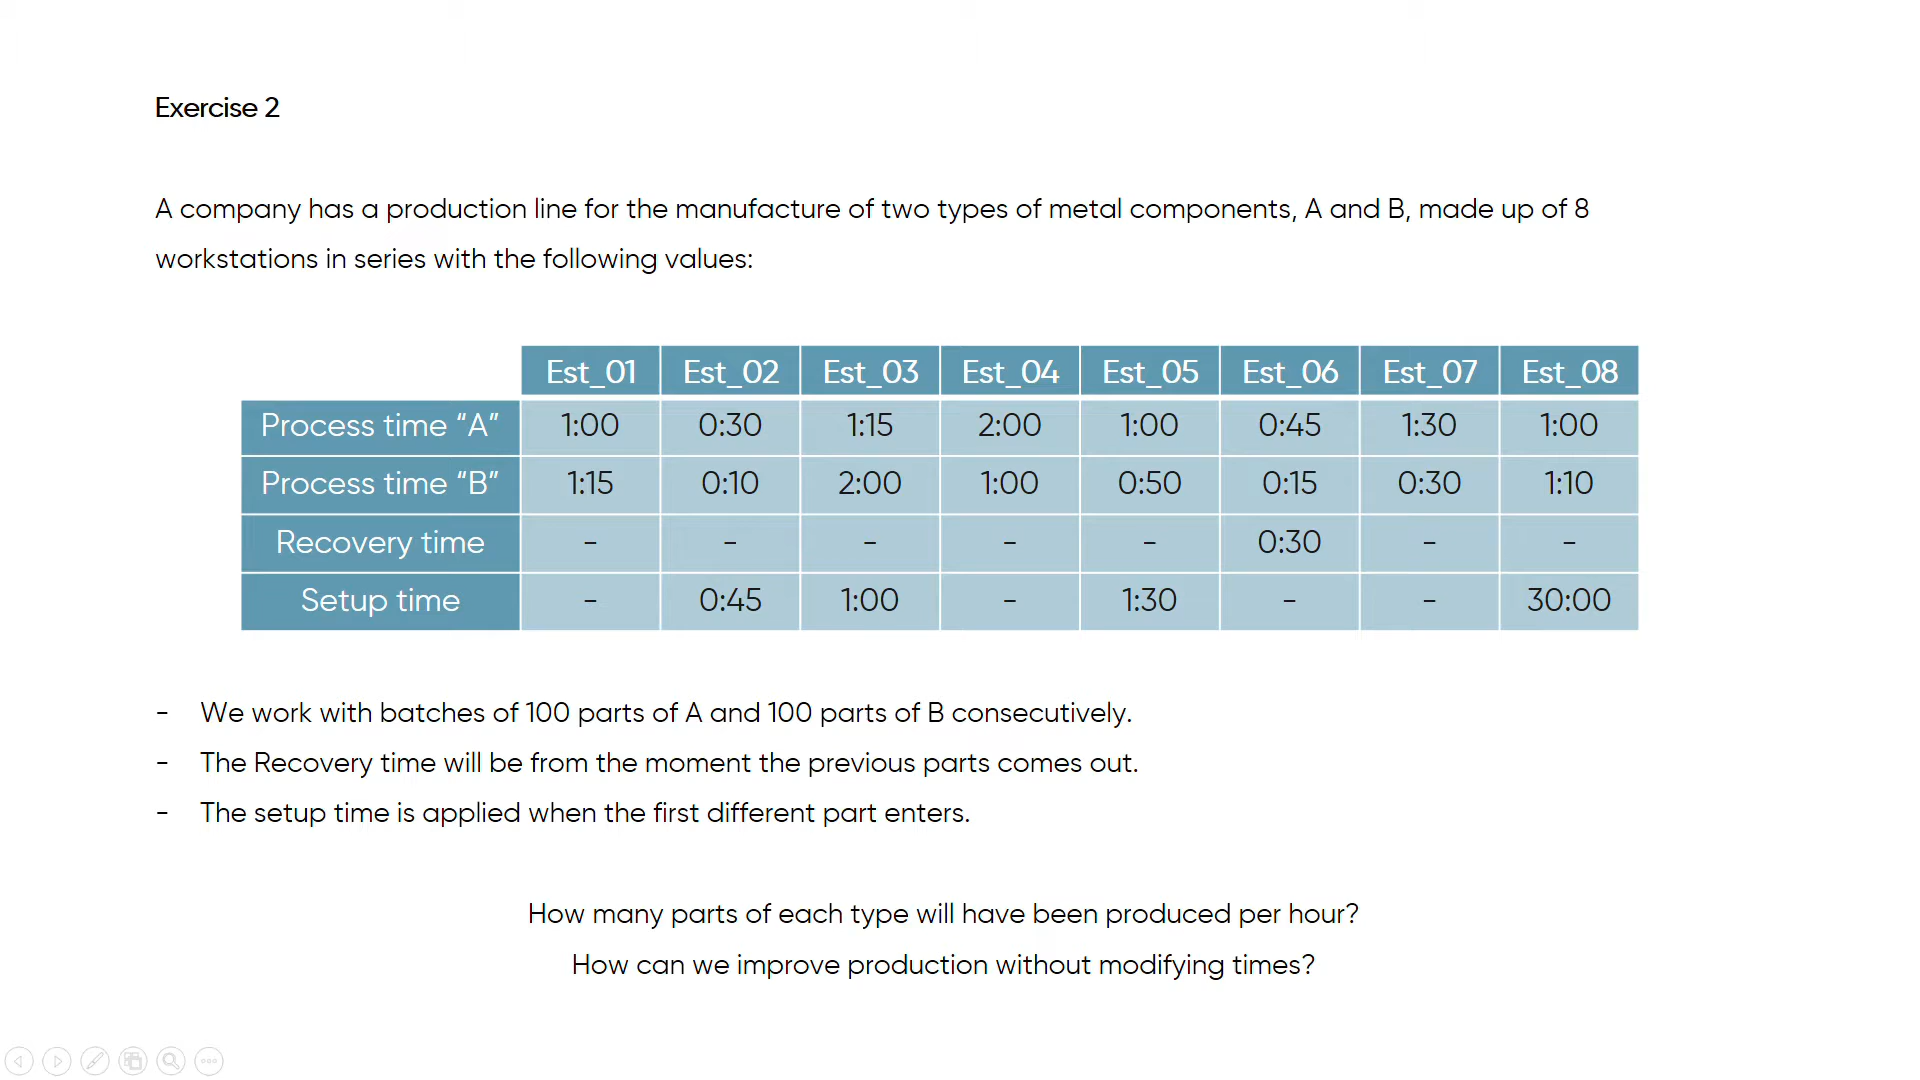 Exercise 2
A company has a production line for the manufacture of two types of metal components, A and B, made up of 8
workstations in series with the following values:
Est_01 Est_02 Est_03 Est_04 Est_05 Est_06 Est_07 Est_08
Process time “A” 1:00 0:30 1:15 2:00 1:00 0:45 1:30 1:00
Process time “B” 1:15 0:10 2:00 1:00 0:50 0:15 0:30 1:10
Recovery time - - - - - 0:30 - -
Setup time - 0:45 1:00 - 1:30 - - 30:00
- We work with batches of 100 parts of A and 100 parts of B consecutively.
- The Recovery time will be from the moment the previous parts comes out.
- The setup time is applied when the first different part enters.
How many parts of each type will have been produced per hour?
How can we improve production without modifying times?